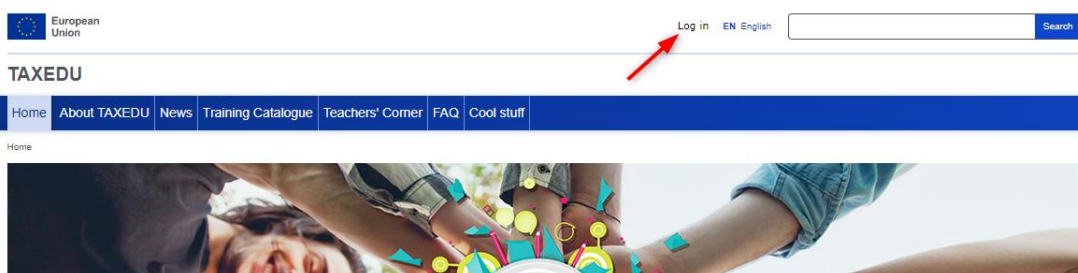 European
Union
Log in EN English
Search
TAXEDU
Home About TAXEDU News Training Catalogue Teachers' Corner FAQ Cool stuff
Home